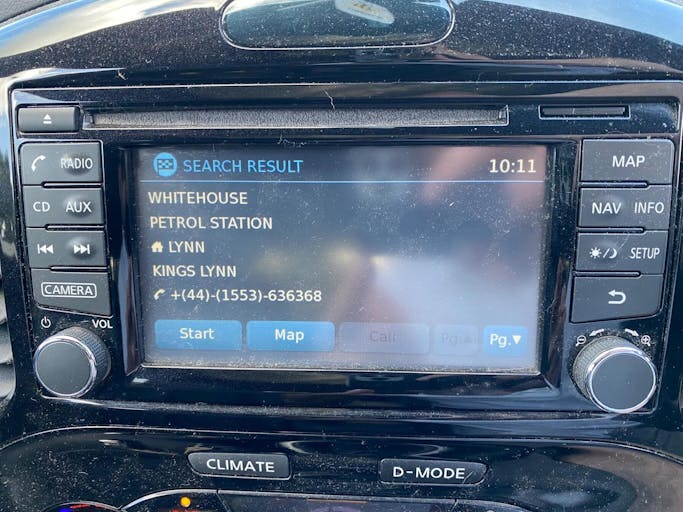 RADIO
CD AUX
CAMERA
VOL
SEARCH RESULT 10:11
WHITEHOUSE
PETROL STATION
LYNN
KINGS LYNN
+(44)-(1553)-636368
Start Map Call Pg.▲ Pg.▼
MAP
NAV INFO
SETUP
CLIMATE D-MODE